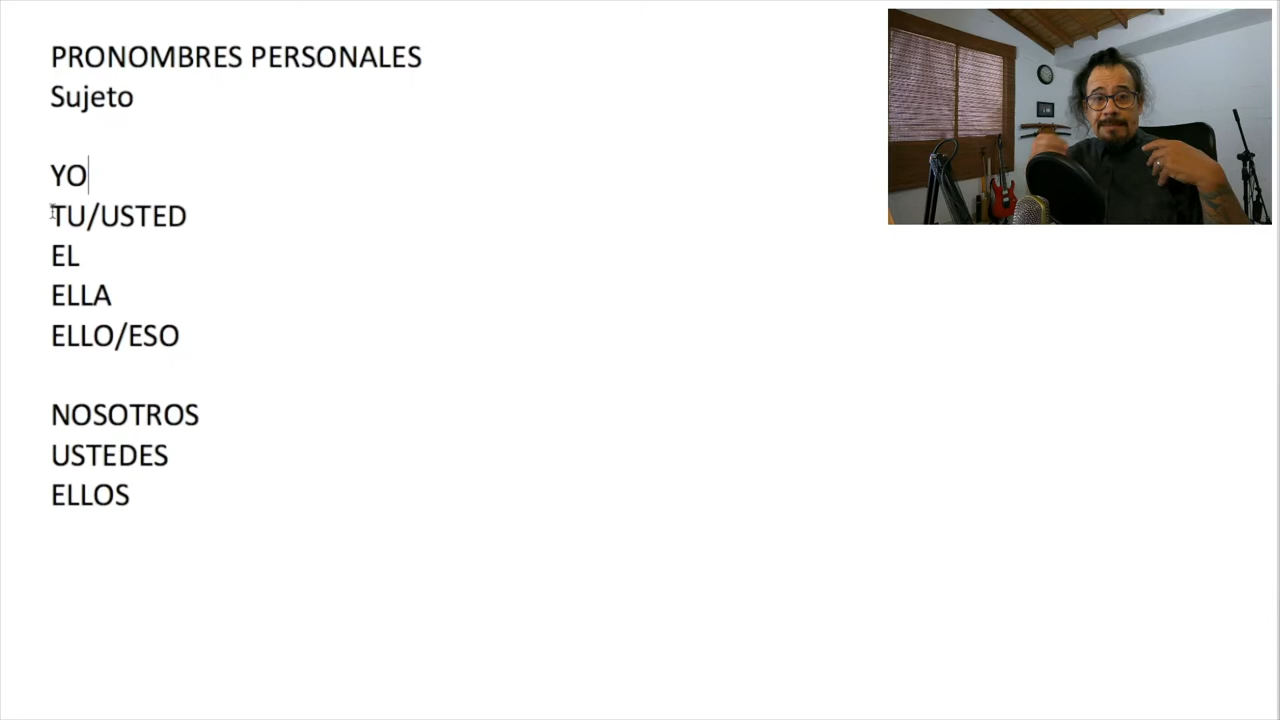 PRONOMBRES PERSONALES
Sujeto
YO
TU/USTED
EL
ELLA
ELLO/ESO
NOSOTROS
USTEDES
ELLOS